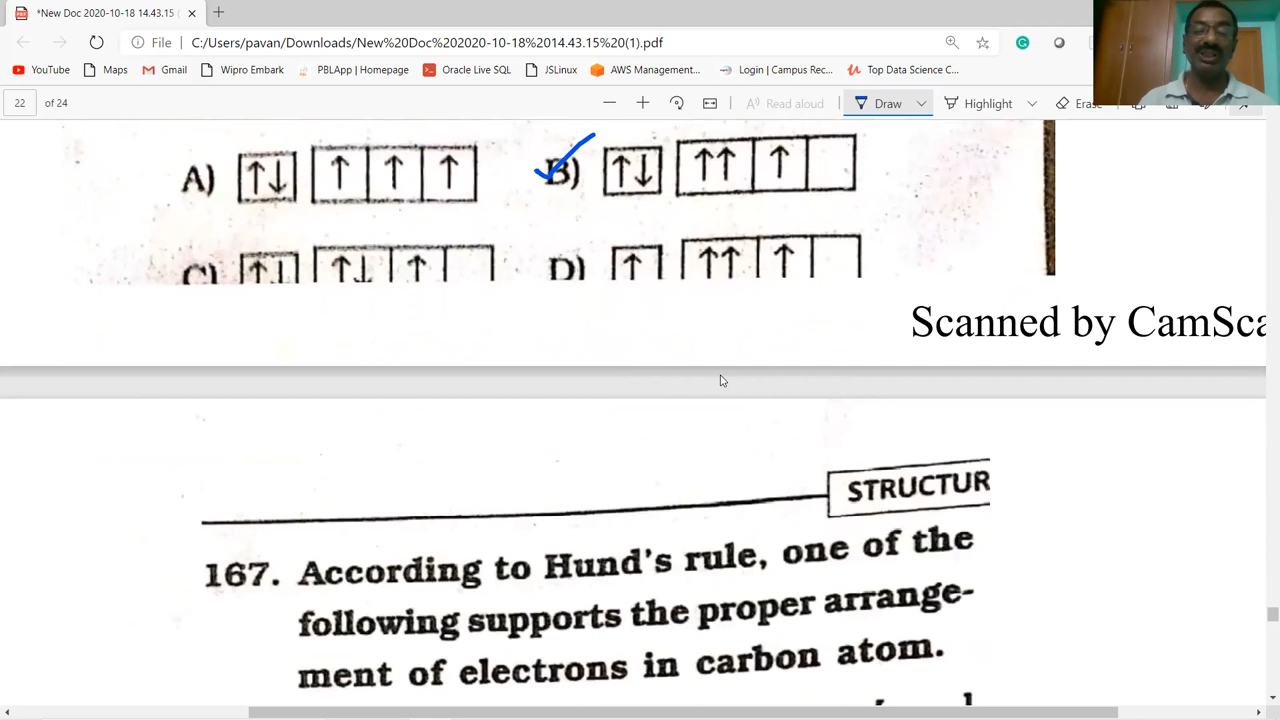 *New Doc 2020-10-18 14.43.15 (
File C:/Users/pavan/Downloads/New%20Doc%202020-10-18%2014.43.15%20(1).pdf
YouTube Maps Gmail Wipro Embark PBLApp | Homepage Oracle Live SQL JSLinux AWS Management... Login | Campus Rec... Top Data Science C...
22 of 24 Read aloud Draw Highlight Erase
A) ↑↓ ↑ ↑ ↑ B) ↑↓ ↑↑ ↑
C) ↑↓ ↑↓ ↑ D) ↑ ↑↑ ↑
Scanned by CamSca
STRUCTUR
167. According to Hund's rule, one of the
following supports the proper arrange-
ment of electrons in carbon atom.